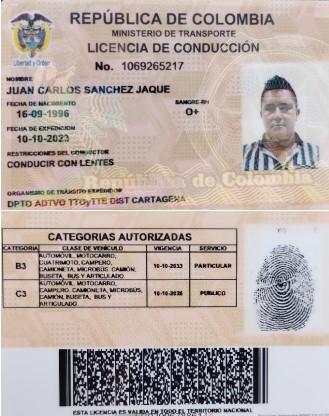 REPÚBLICA DE COLOMBIA
MINISTERIO DE TRANSPORTE
LICENCIA DE CONDUCCIÓN
Libertad y Orden
No. 1069265217
NOMBRE
JUAN CARLOS SANCHEZ JAQUE
FECHA DE NACIMIENTO
SANGRE-RH
16-09-1996
O+
FECHA DE EXPEDICION
10-10-2023
RESTRICCIONES DEL CONDUCTOR
CONDUCIR CON LENTES
República de Colombia
ORGANISMO DE TRÁNSITO EXPEDIDOR
DPTO ADTVO TTOyTTE DIST CARTAGENA
CATEGORIAS AUTORIZADAS
CATEGORIA CLASE DE VEHÍCULO VIGENCIA SERVICIO
B3 AUTOMÓVIL, MOTOCARRO, CUATRIMOTO, CAMPERO, CAMIONETA, MICROBÚS, CAMIÓN, BUSETA, BUS Y ARTICULADO 10-10-2033 PARTICULAR
C3 AUTOMÓVIL, MOTOCARRO, CAMPERO, CAMIONETA, MICROBÚS, CAMIÓN, BUSETA, BUS Y ARTICULADO. 10-10-2026 PÚBLICO
ESTA LICENCIA ES VALIDA EN TODO EL TERRITORIO NACIONAL